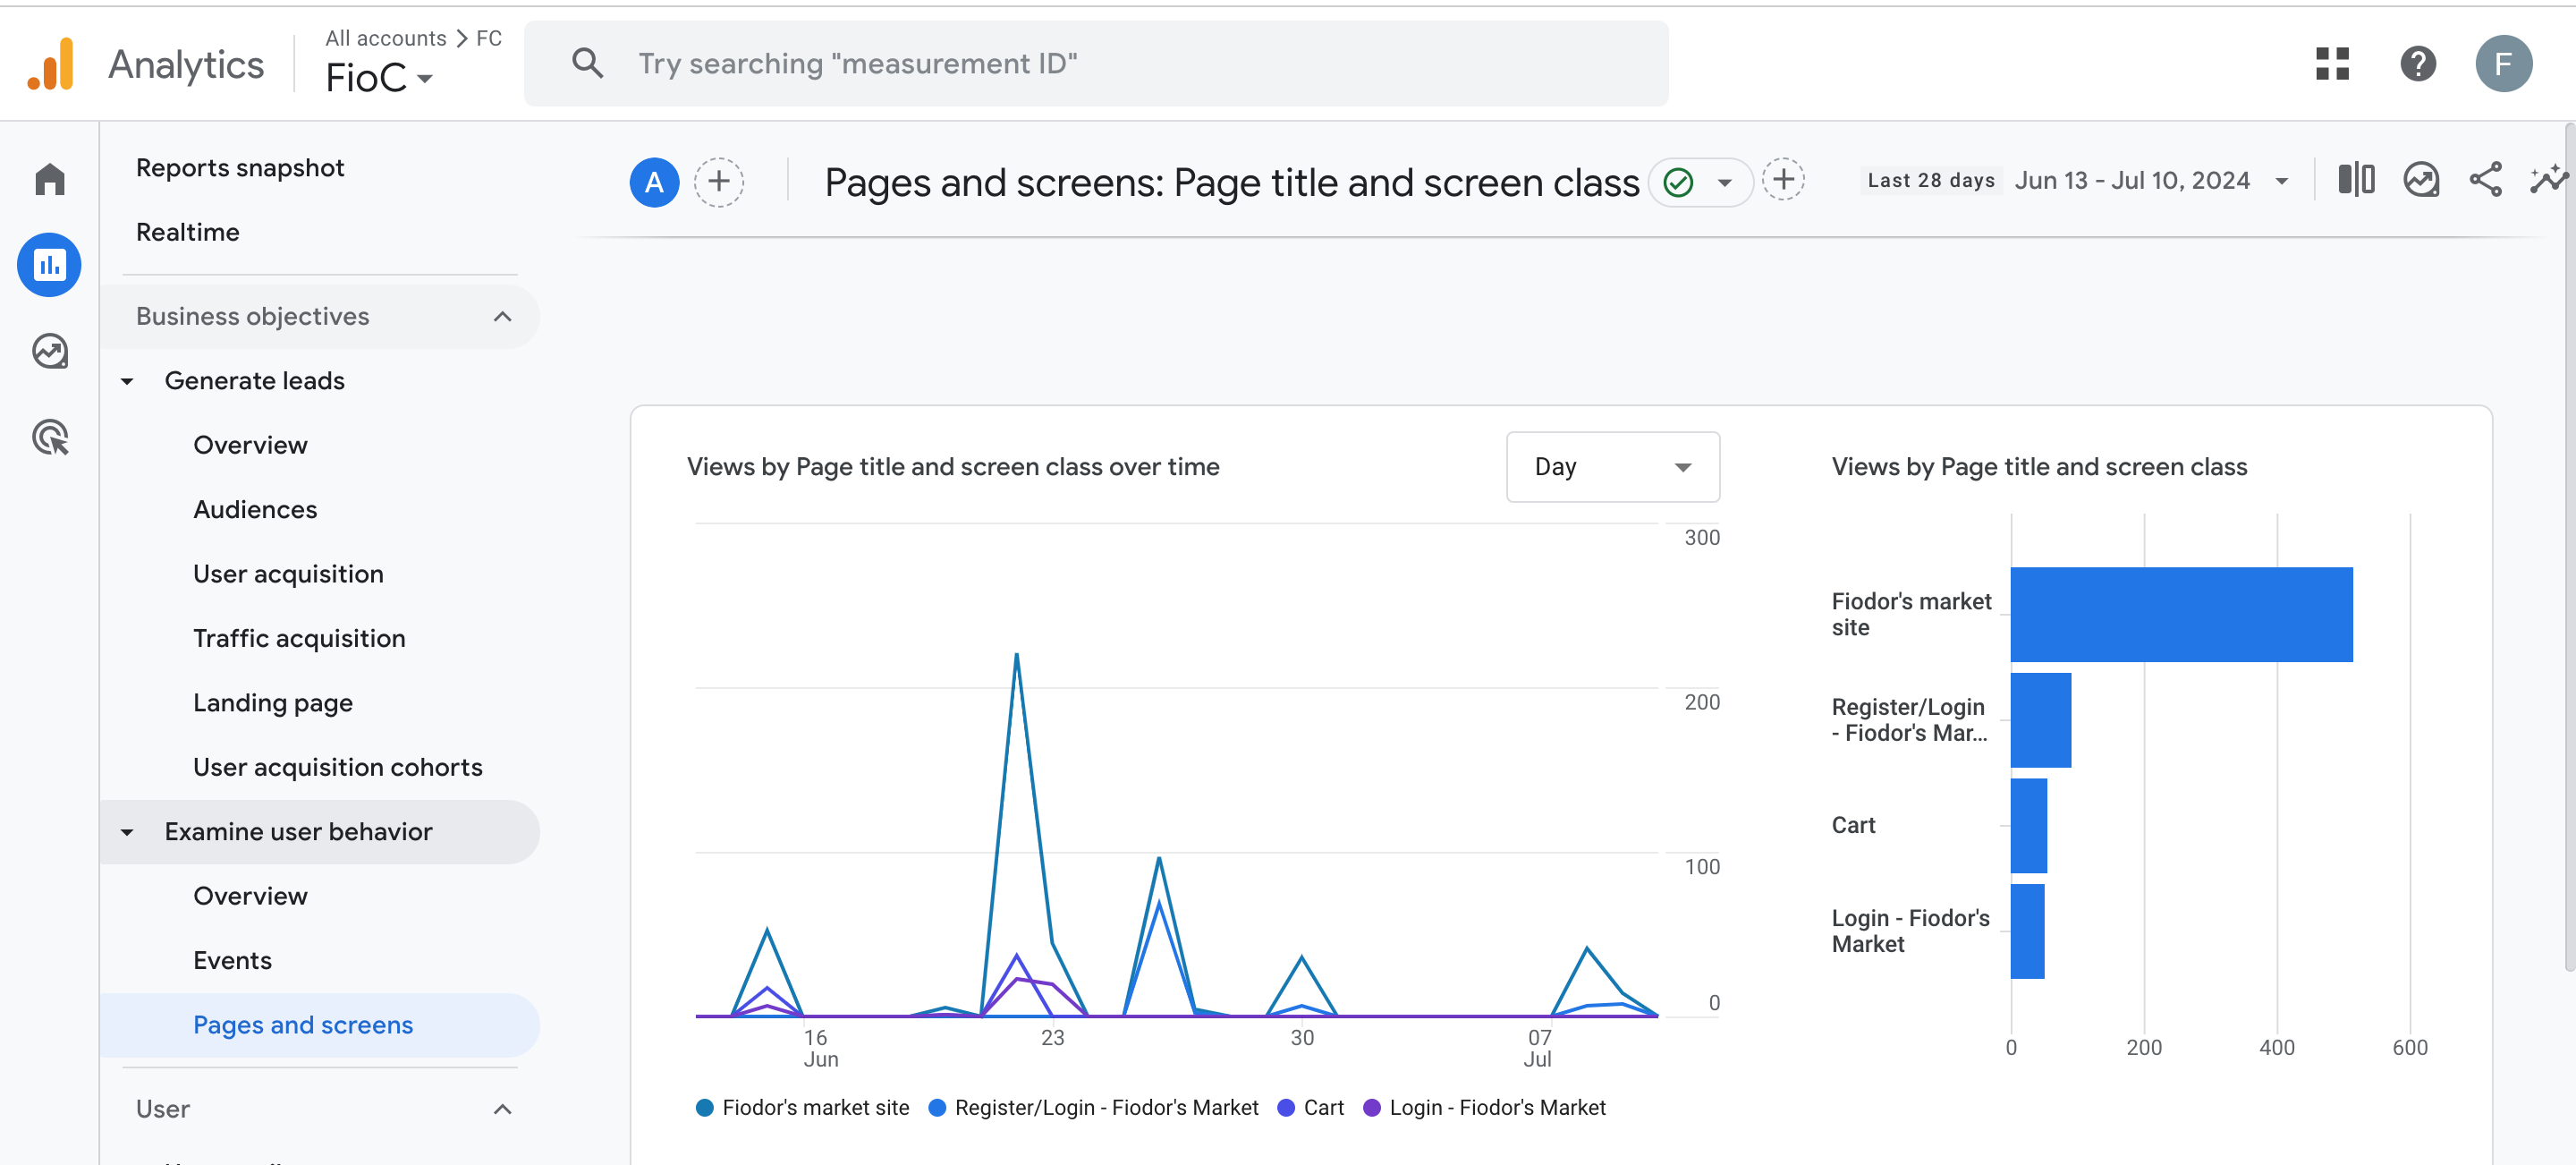 Analytics
All accounts > FC
FioC
Try searching "measurement ID"
F
Reports snapshot
Realtime
Business objectives
Generate leads
Overview
Audiences
User acquisition
Traffic acquisition
Landing page
User acquisition cohorts
Examine user behavior
Overview
Events
Pages and screens
User
A
Pages and screens: Page title and screen class
Last 28 days
Jun 13 - Jul 10, 2024
Views by Page title and screen class over time
Day
300
200
100
0
16
Jun
23
30
07
Jul
Fiodor's market site
Register/Login - Fiodor's Market
Cart
Login - Fiodor's Market
Views by Page title and screen class
Fiodor's market
site
Register/Login
- Fiodor's Mar...
Cart
Login - Fiodor's
Market
0
200
400
600